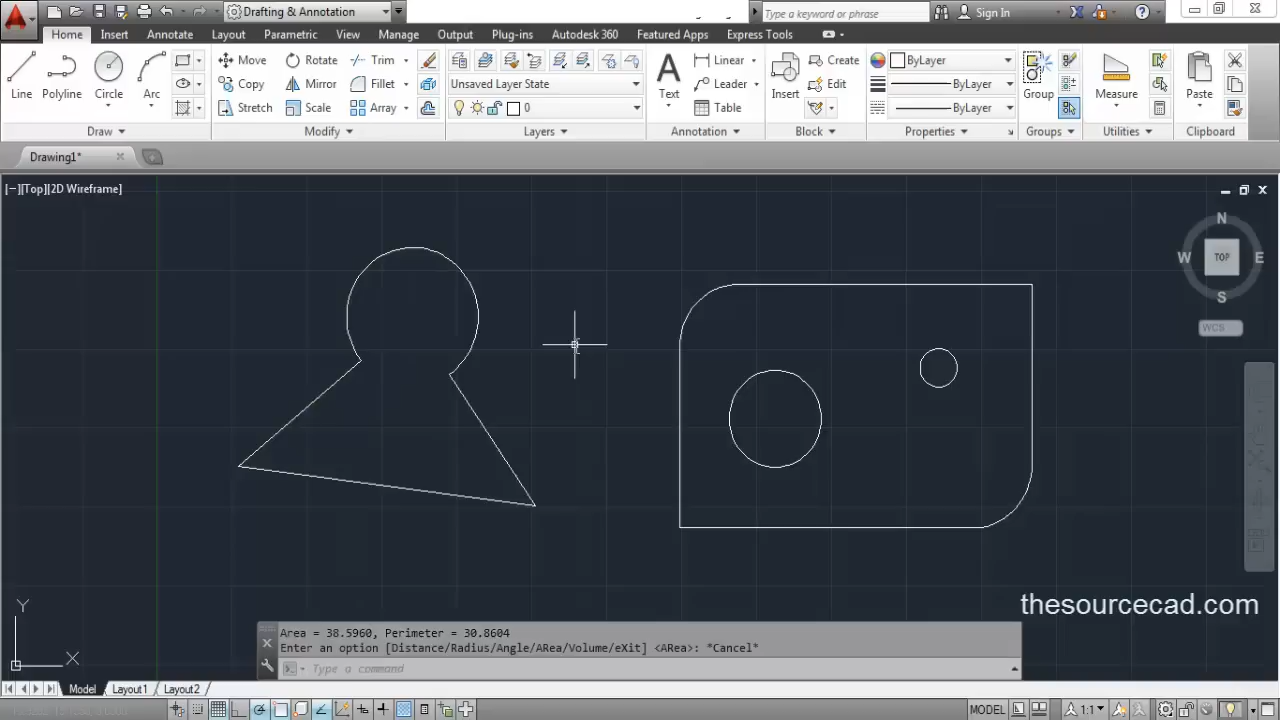 Drafting & Annotation
Type a keyword or phrase
Sign In
Home Insert Annotate Layout Parametric View Manage Output Plug-ins Autodesk 360 Featured Apps Express Tools
Line Polyline Circle Arc
Move Rotate Trim
Copy Mirror Fillet
Stretch Scale Array
Unsaved Layer State
0
Text
Linear
Leader
Table
Insert
Create
Edit
ByLayer
ByLayer
ByLayer
Group
Measure
Paste
Draw Modify Layers Annotation Block Properties Groups Utilities Clipboard
Drawing1*
[−][Top][2D Wireframe]
N
W TOP E
S
WCS
thesourcecad.com
Y
X
Area = 38.5960, Perimeter = 30.8604
Enter an option [Distance/Radius/Angle/ARea/Volume/eXit] <ARea>: *Cancel*
Type a command
Model Layout1 Layout2
MODEL 1:1